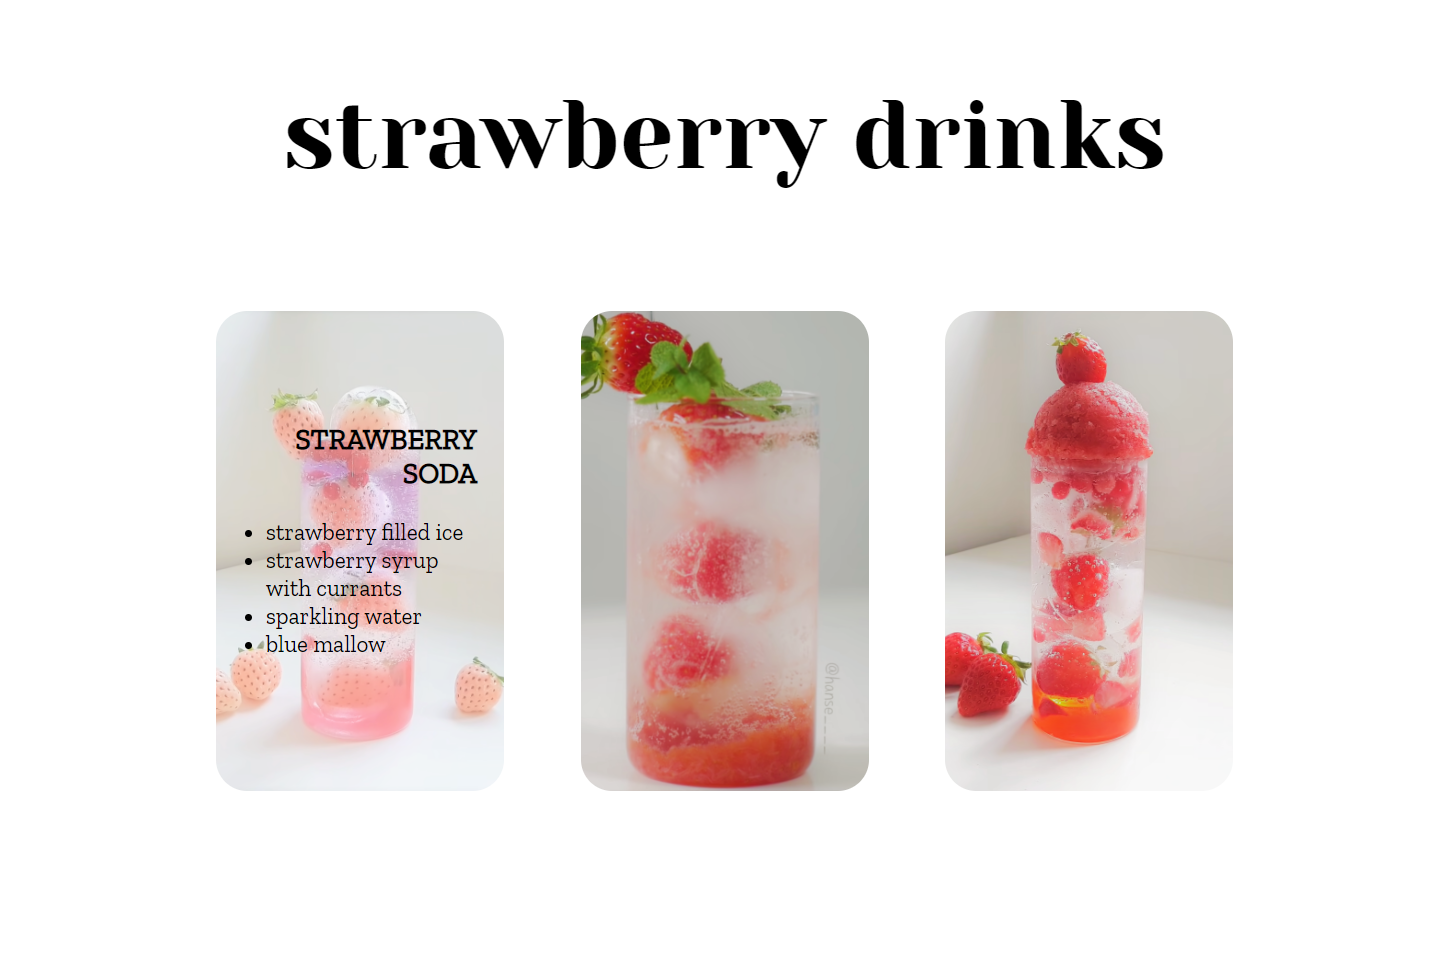 strawberry drinks
STRAWBERRY
SODA
strawberry filled ice
strawberry syrup
with currants
sparkling water
blue mallow
@hanse_ _ _